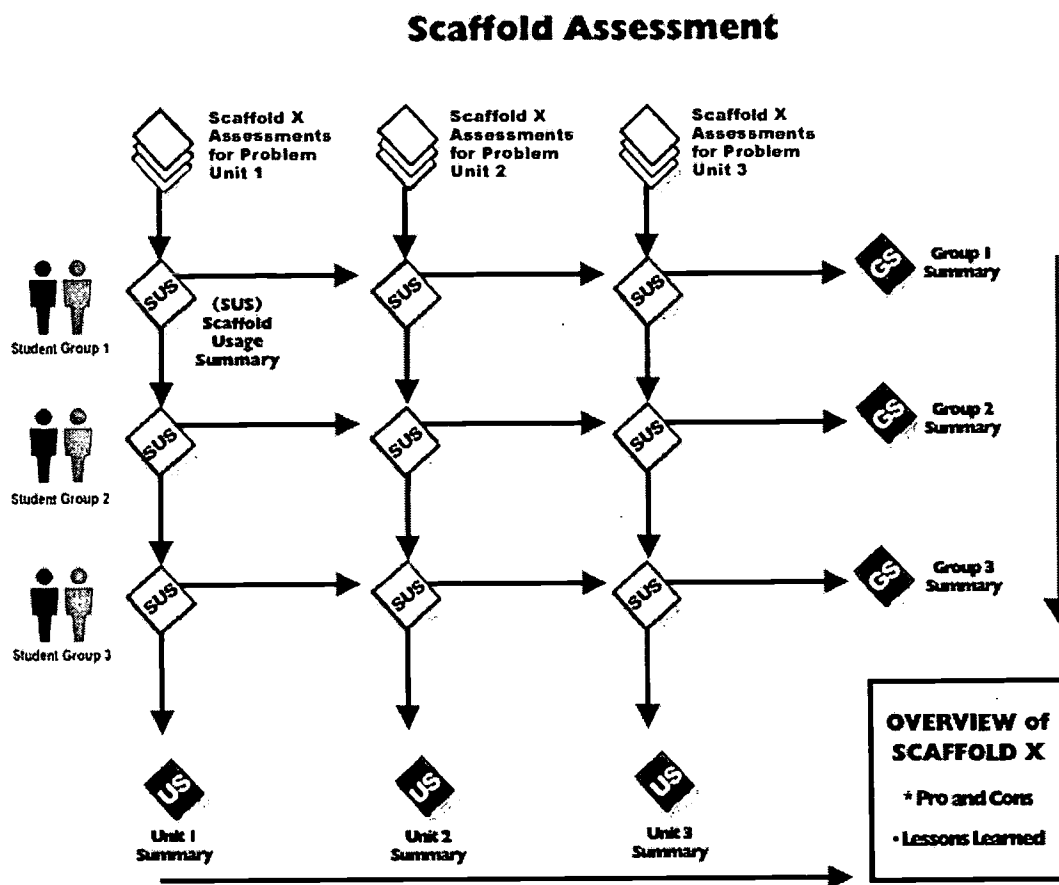 Scaffold Assessment
Scaffold X
Assessments
for Problem
Unit 1
Scaffold X
Assessments
for Problem
Unit 2
Scaffold X
Assessments
for Problem
Unit 3
SUS
SUS
SUS
GS
Group 1
Summary
Student Group 1
(SUS)
Scaffold
Usage
Summary
SUS
SUS
SUS
GS
Group 2
Summary
Student Group 2
SUS
SUS
SUS
GS
Group 3
Summary
Student Group 3
US
Unit 1
Summary
US
Unit 2
Summary
US
Unit 3
Summary
OVERVIEW of
SCAFFOLD X
* Pro and Cons
• Lessons Learned